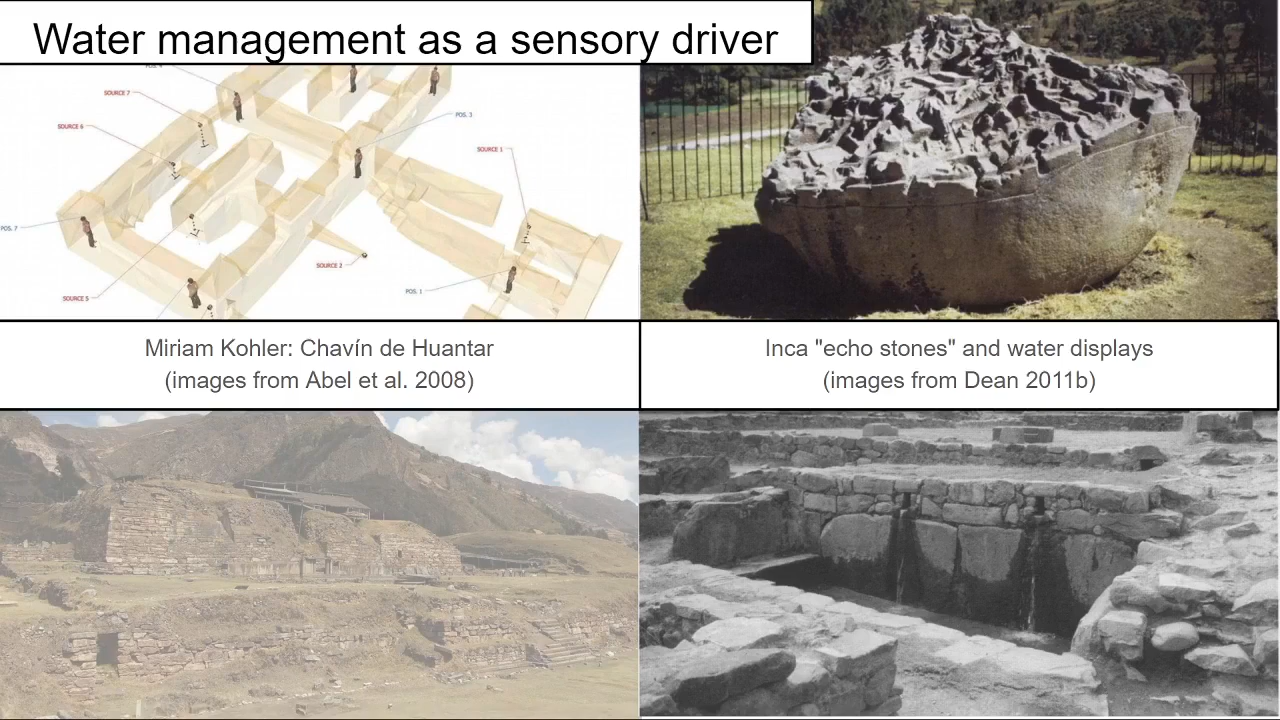 Water management as a sensory driver
SOURCE 7
SOURCE 6
POS. 3
SOURCE 1
POS. 7
SOURCE 2
POS. 1
SOURCE 5
Miriam Kohler: Chavín de Huantar
(images from Abel et al. 2008)
Inca "echo stones" and water displays
(images from Dean 2011b)